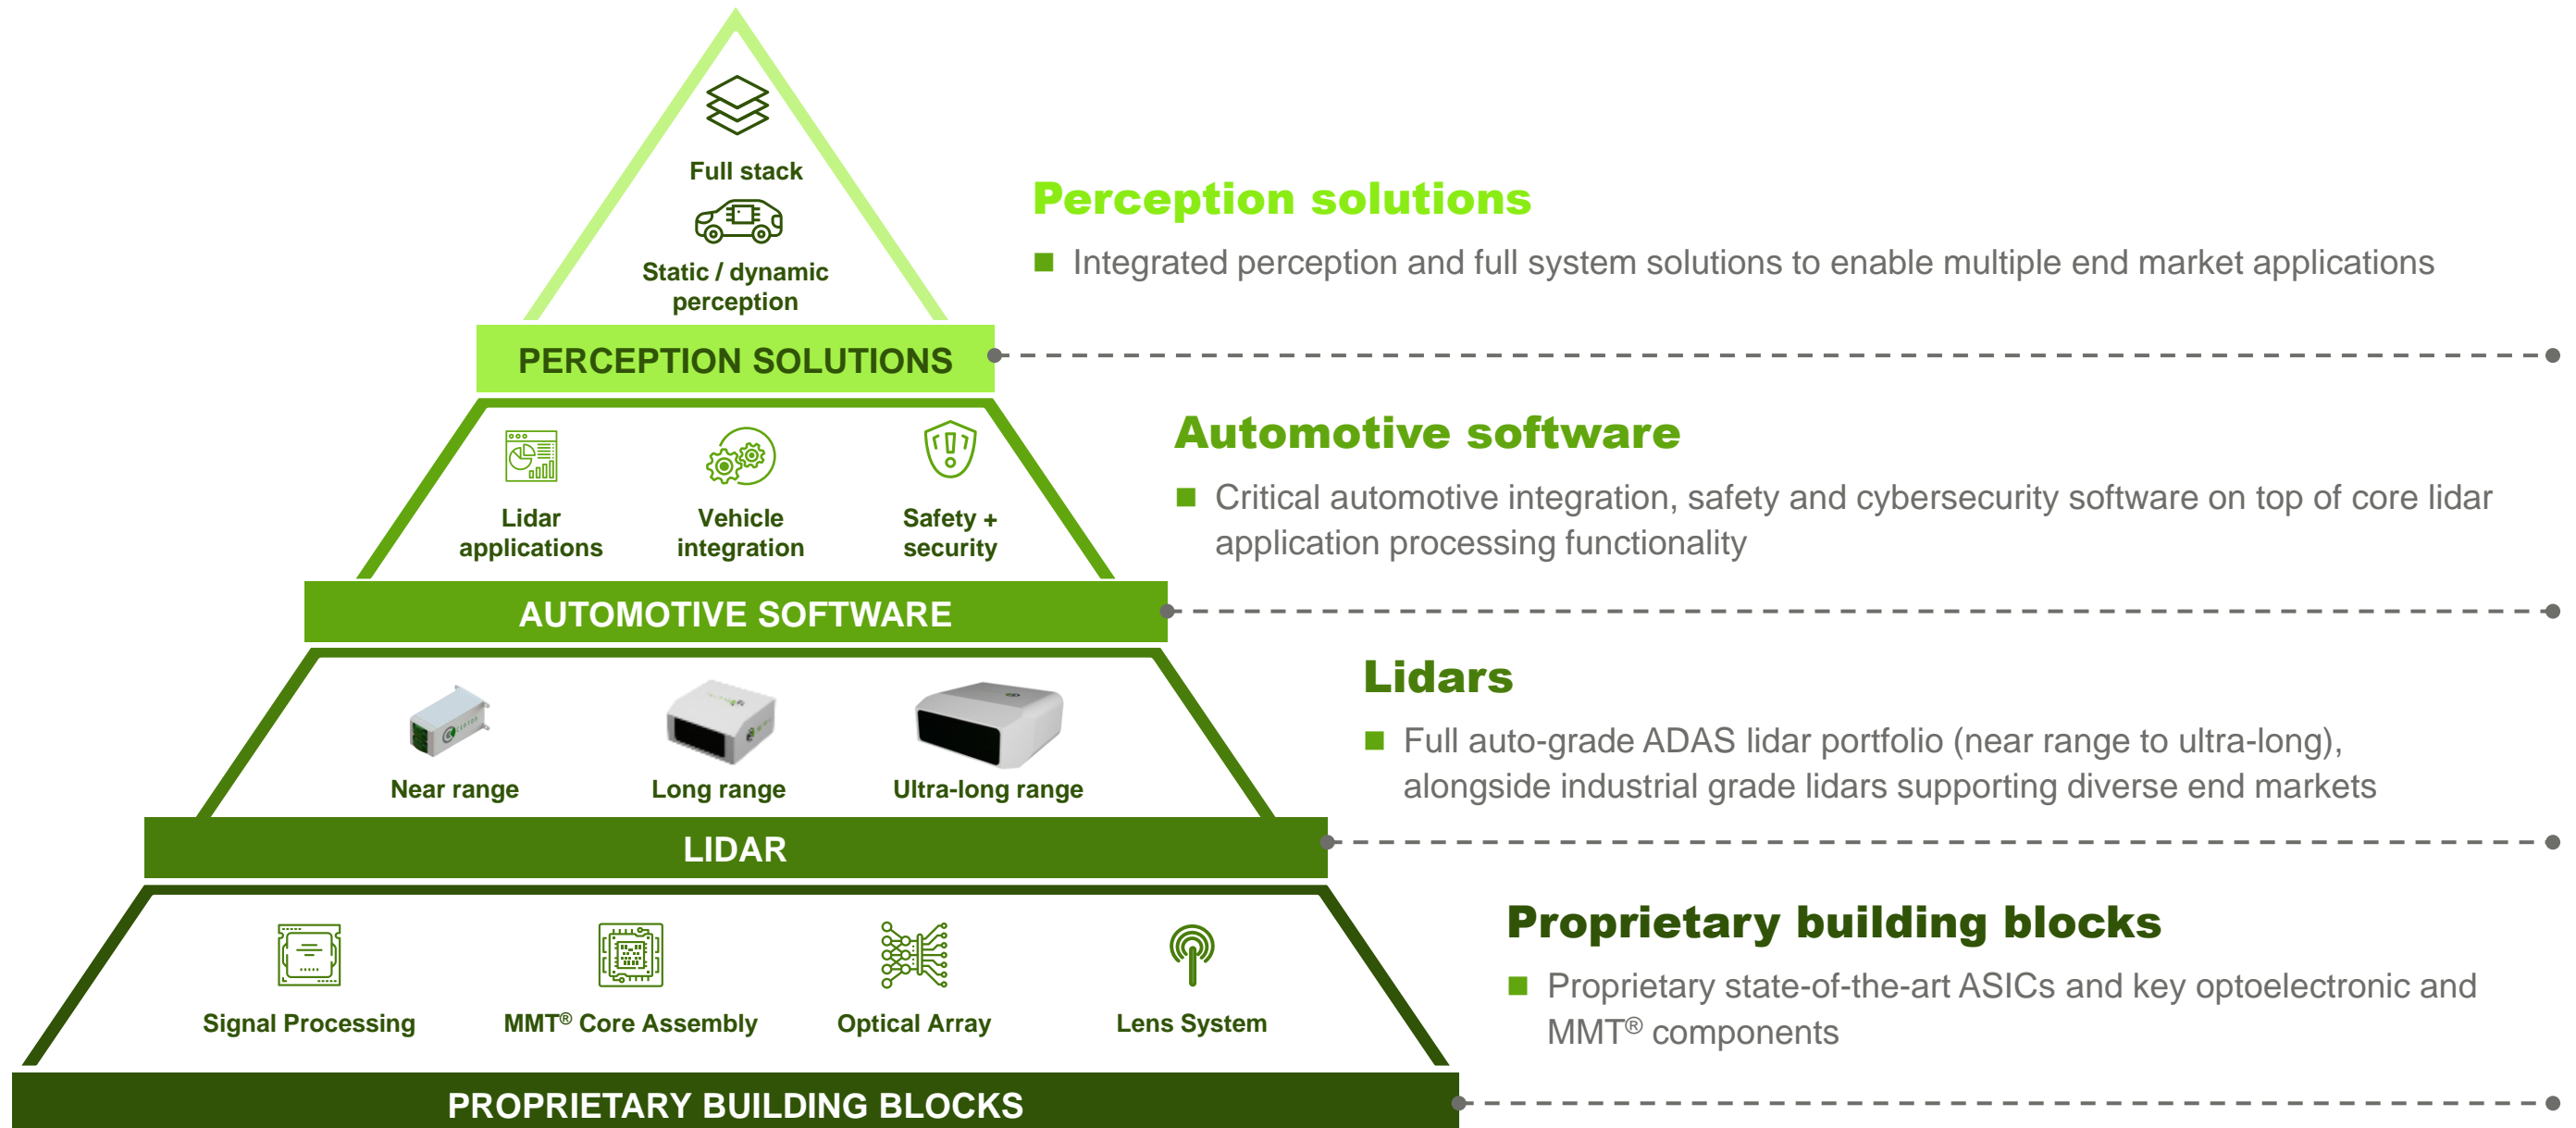 Full stack
Static / dynamic
perception
PERCEPTION SOLUTIONS
Perception solutions
Integrated perception and full system solutions to enable multiple end market applications
Lidar
applications
Vehicle
integration
Safety +
security
AUTOMOTIVE SOFTWARE
Automotive software
Critical automotive integration, safety and cybersecurity software on top of core lidar
application processing functionality
Near range
Long range
Ultra-long range
LIDAR
Lidars
Full auto-grade ADAS lidar portfolio (near range to ultra-long),
alongside industrial grade lidars supporting diverse end markets
Signal Processing
MMT® Core Assembly
Optical Array
Lens System
PROPRIETARY BUILDING BLOCKS
Proprietary building blocks
Proprietary state-of-the-art ASICs and key optoelectronic and
MMT® components